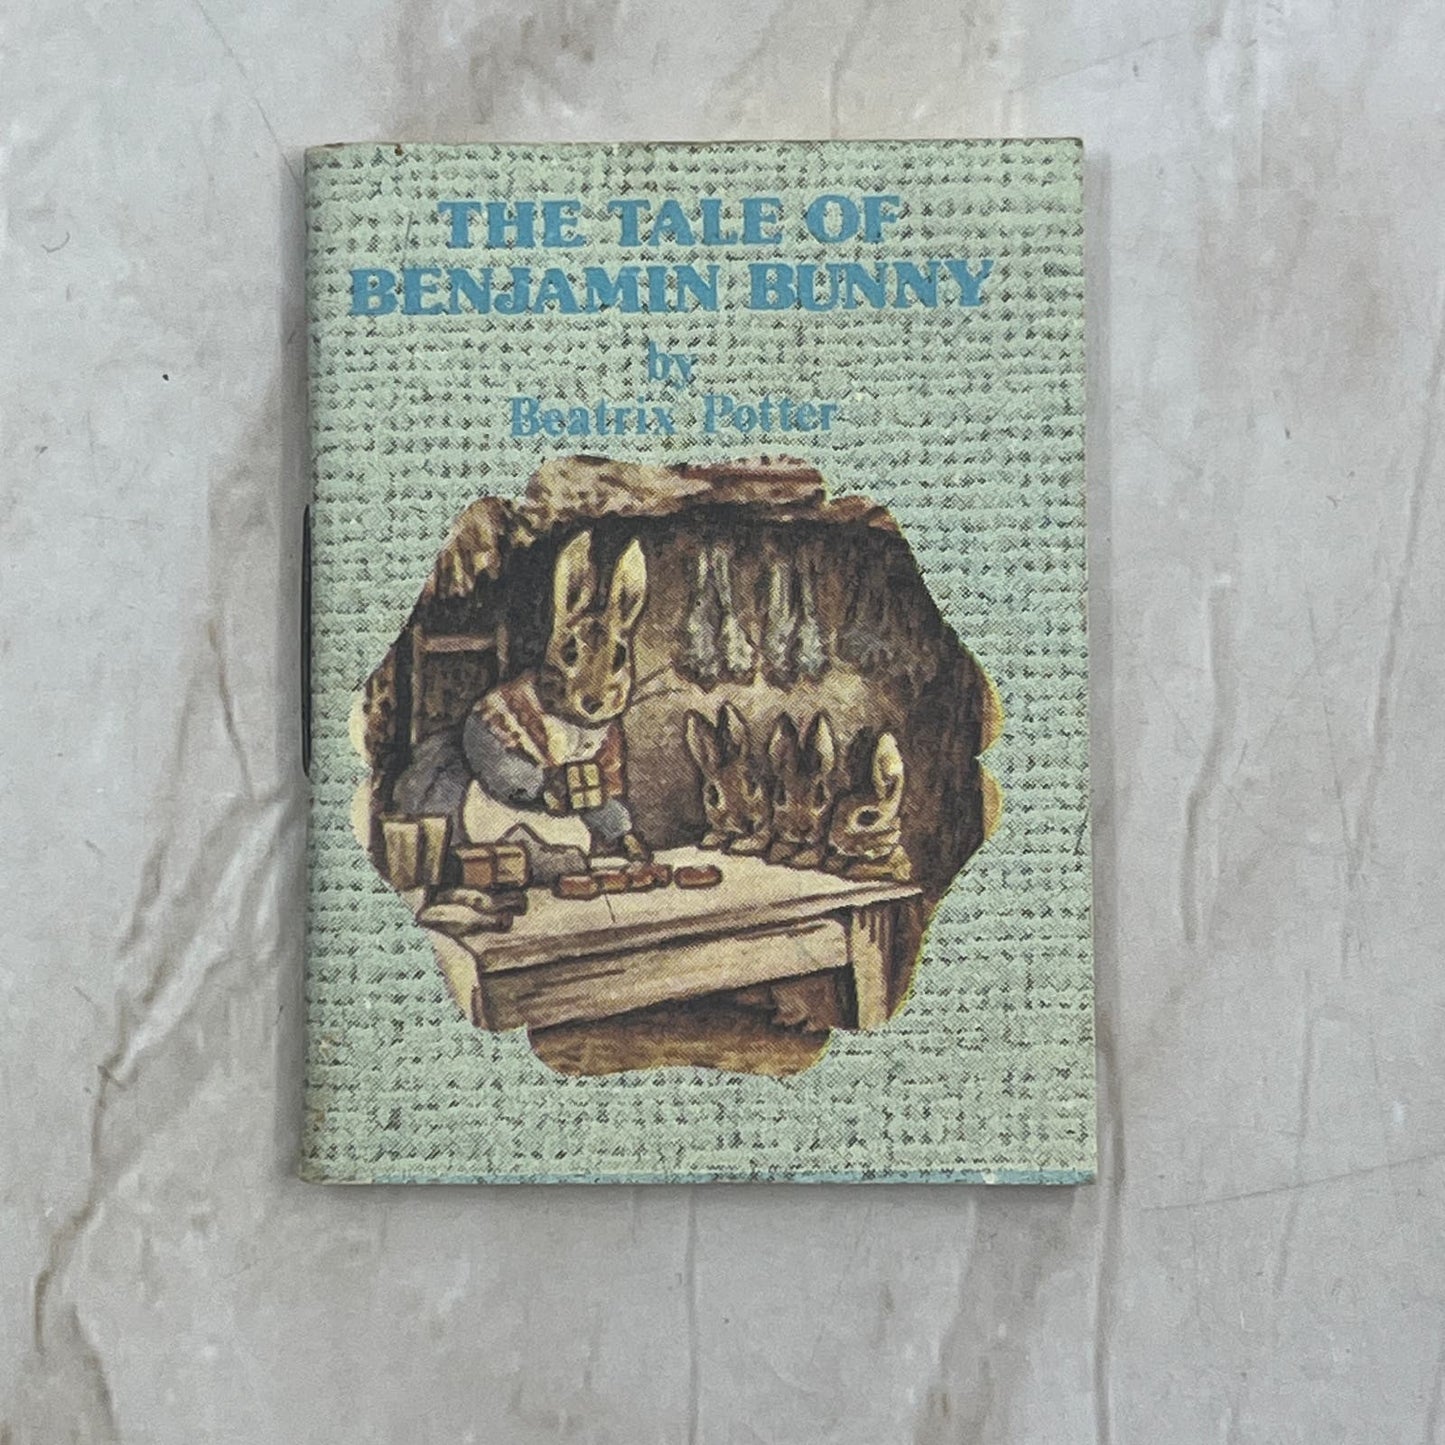 THE TALE OF
BENJAMIN BUNNY
by
Beatrix Potter